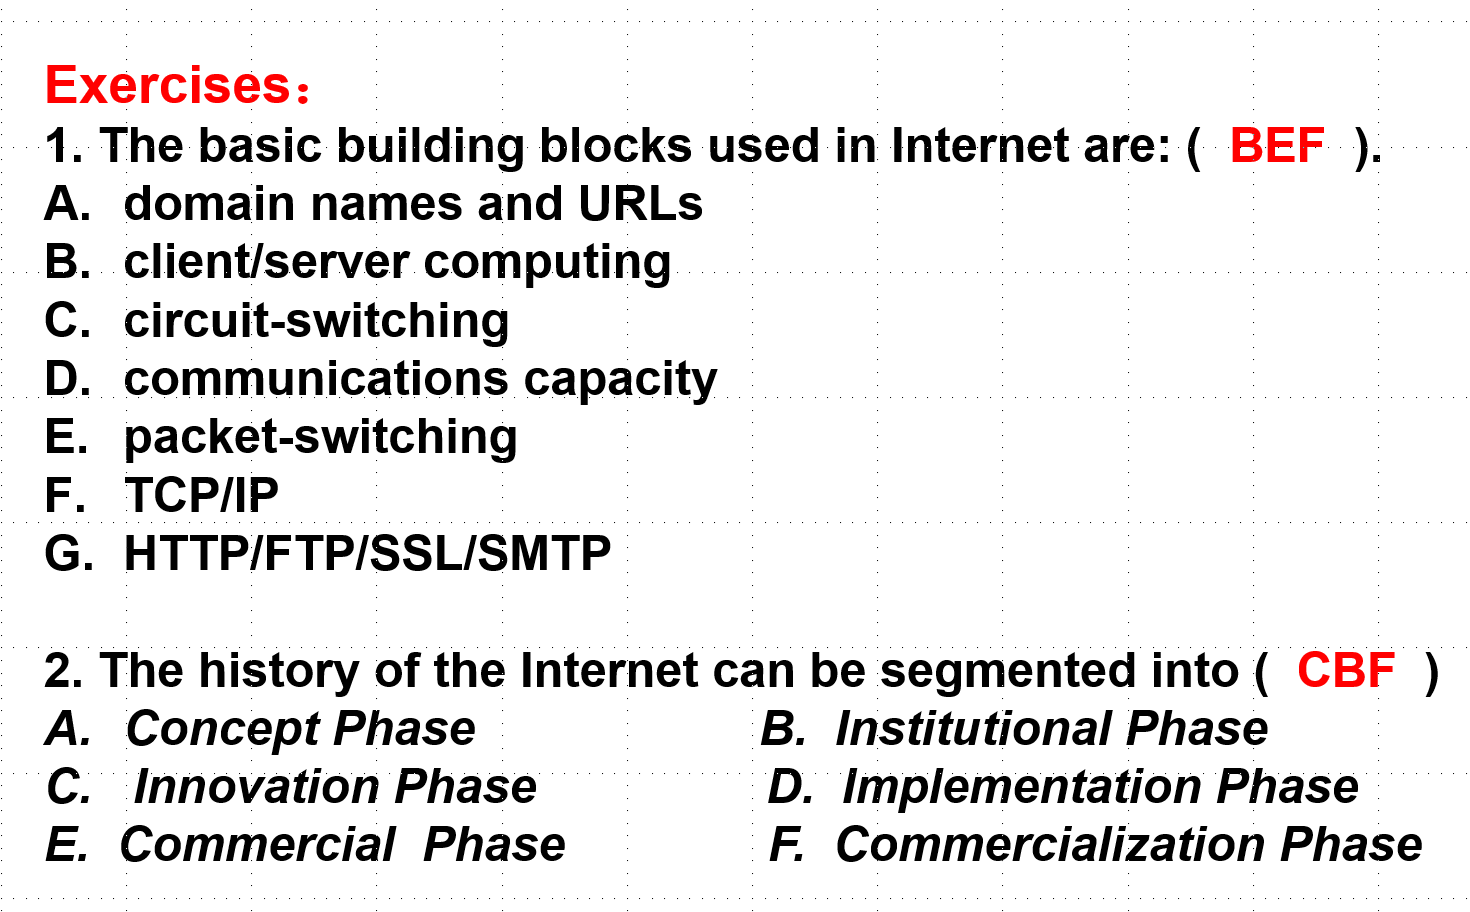 Exercises：
1. The basic building blocks used in Internet are: ( BEF ).
A. domain names and URLs
B. client/server computing
C. circuit-switching
D. communications capacity
E. packet-switching
F. TCP/IP
G. HTTP/FTP/SSL/SMTP
2. The history of the Internet can be segmented into ( CBF )
A. Concept Phase B. Institutional Phase
C. Innovation Phase D. Implementation Phase
E. Commercial Phase F. Commercialization Phase